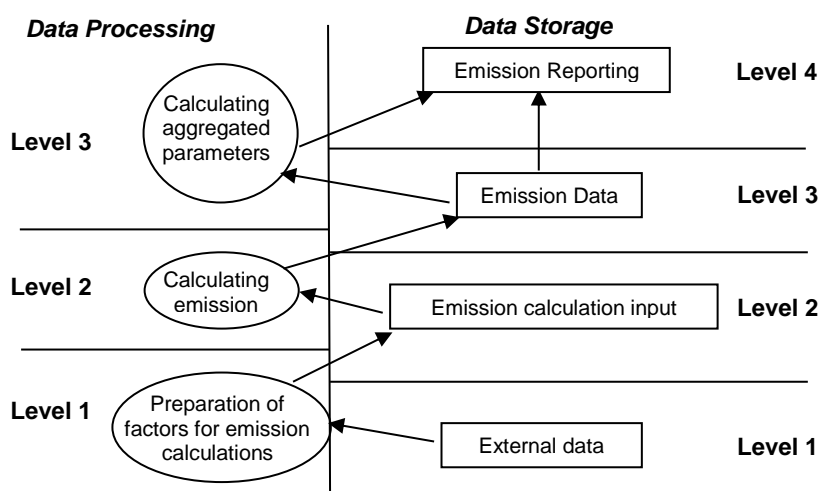 Data Processing
Data Storage
Emission Reporting
Level 4
Calculating
aggregated
parameters
Level 3
Emission Data
Level 3
Calculating
emission
Level 2
Emission calculation input
Level 2
Preparation of
factors for emission
calculations
Level 1
External data
Level 1